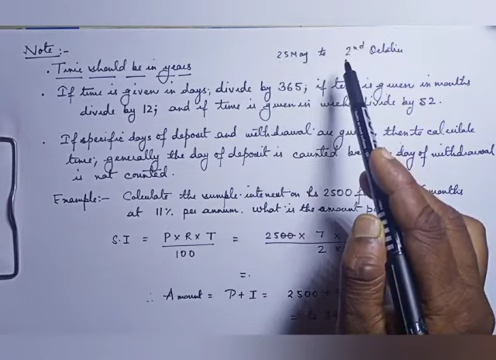 Note :-
25 May to 2nd October
• Time should be in years
• If time is given in days, divide by 365; if is given in months
divide by 12; and if time is given in divide by 52.
• If specific days of deposit and withdrawal are then to calculate
time, generally the day of deposit is counted day of withdrawal
is not counted.
Example:- Calculate the simple interest on Rs 2500 months
at 11% per annum. What is the amount
S.I = P x R x T / 100 = 2500 x 7 x / 2 x
=
∴ Amount = P + I = 2500 +
= Rs